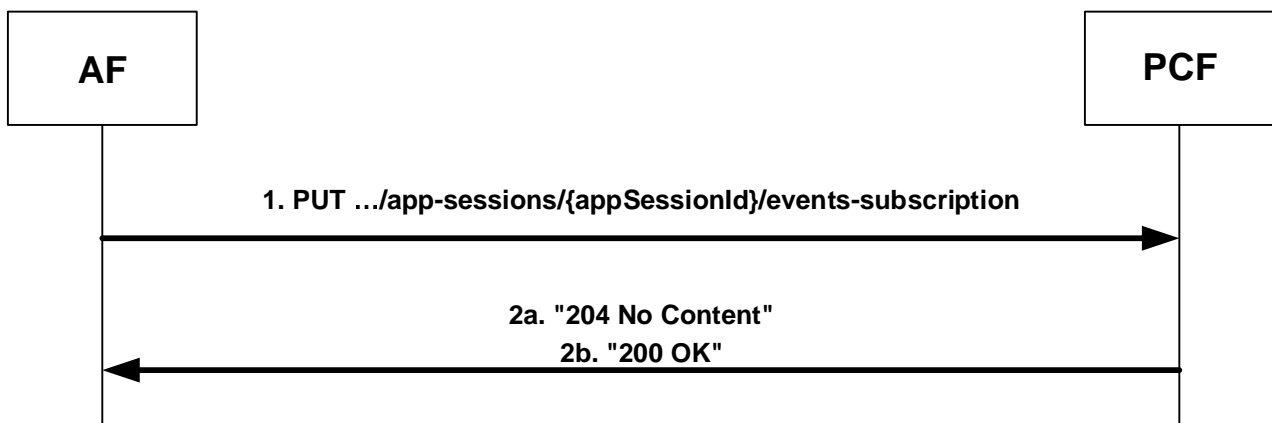 AF
PCF
1. PUT …/app-sessions/{appSessionId}/events-subscription
2a. "204 No Content"
2b. "200 OK"